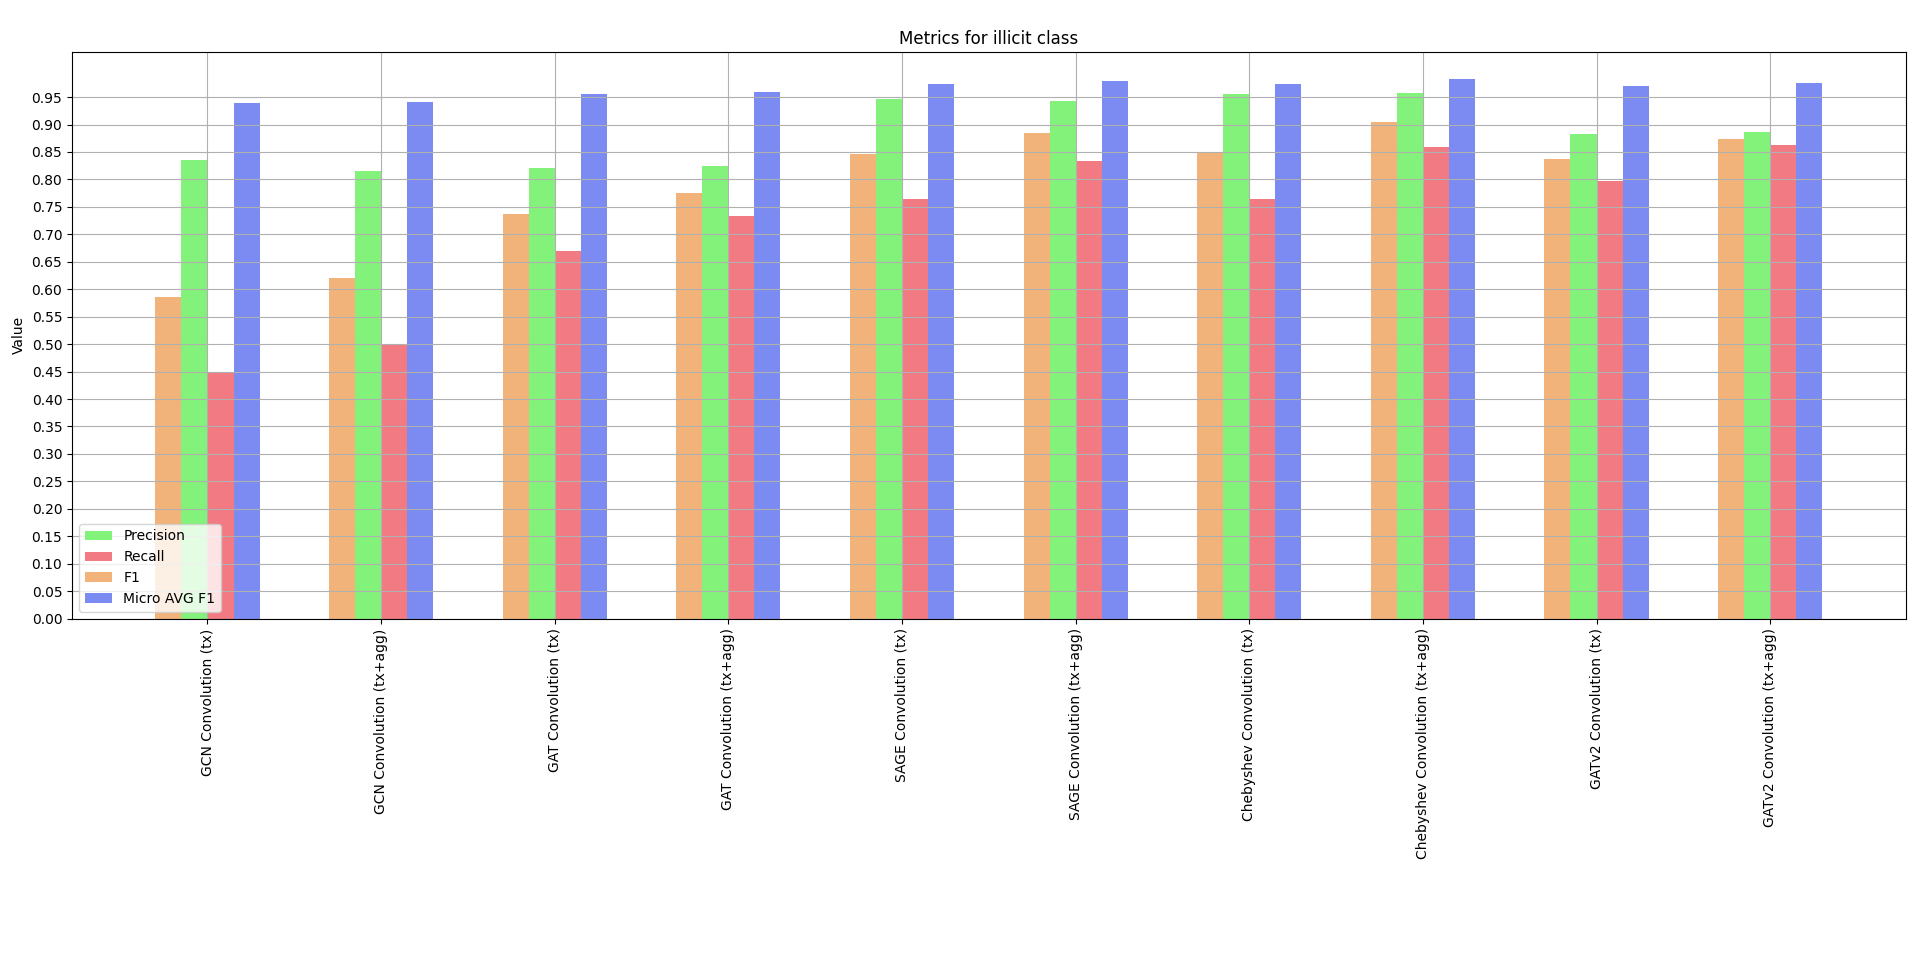 Metrics for illicit class
Value
0.95
0.90
0.85
0.80
0.75
0.70
0.65
0.60
0.55
0.50
0.45
0.40
0.35
0.30
0.25
0.20
0.15
0.10
0.05
0.00
Precision
Recall
F1
Micro AVG F1
GCN Convolution (tx)
GCN Convolution (tx+agg)
GAT Convolution (tx)
GAT Convolution (tx+agg)
SAGE Convolution (tx)
SAGE Convolution (tx+agg)
Chebyshev Convolution (tx)
Chebyshev Convolution (tx+agg)
GATv2 Convolution (tx)
GATv2 Convolution (tx+agg)